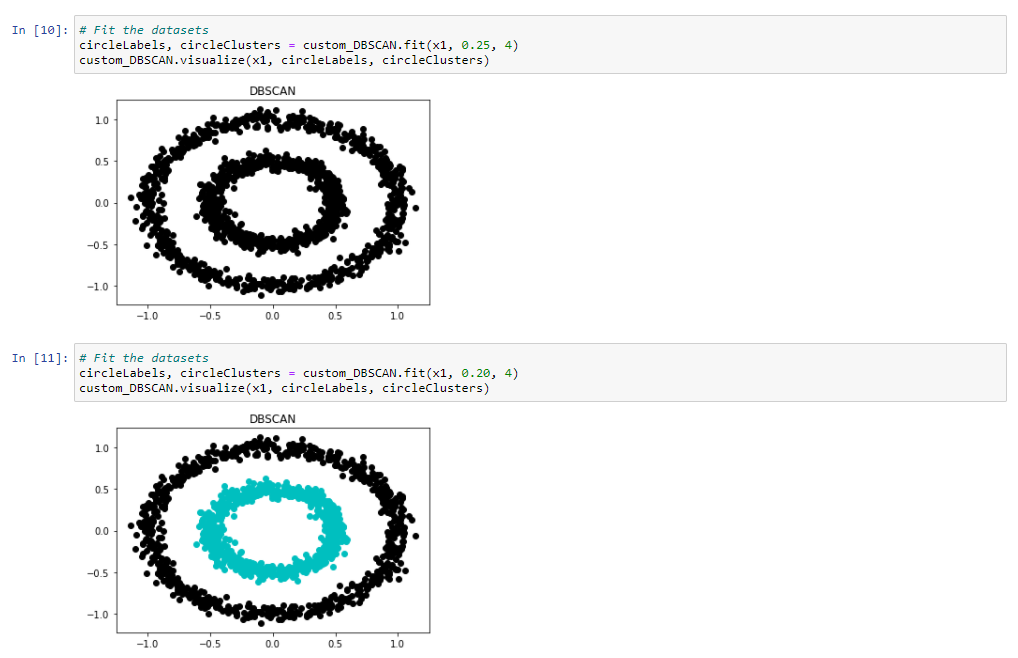 In [10]:
# Fit the datasets
circleLabels, circleClusters = custom_DBSCAN.fit(x1, 0.25, 4)
custom_DBSCAN.visualize(x1, circleLabels, circleClusters)
DBSCAN
1.0
0.5
0.0
−0.5
−1.0
−1.0 −0.5 0.0 0.5 1.0
In [11]:
# Fit the datasets
circleLabels, circleClusters = custom_DBSCAN.fit(x1, 0.20, 4)
custom_DBSCAN.visualize(x1, circleLabels, circleClusters)
DBSCAN
1.0
0.5
0.0
−0.5
−1.0
−1.0 −0.5 0.0 0.5 1.0